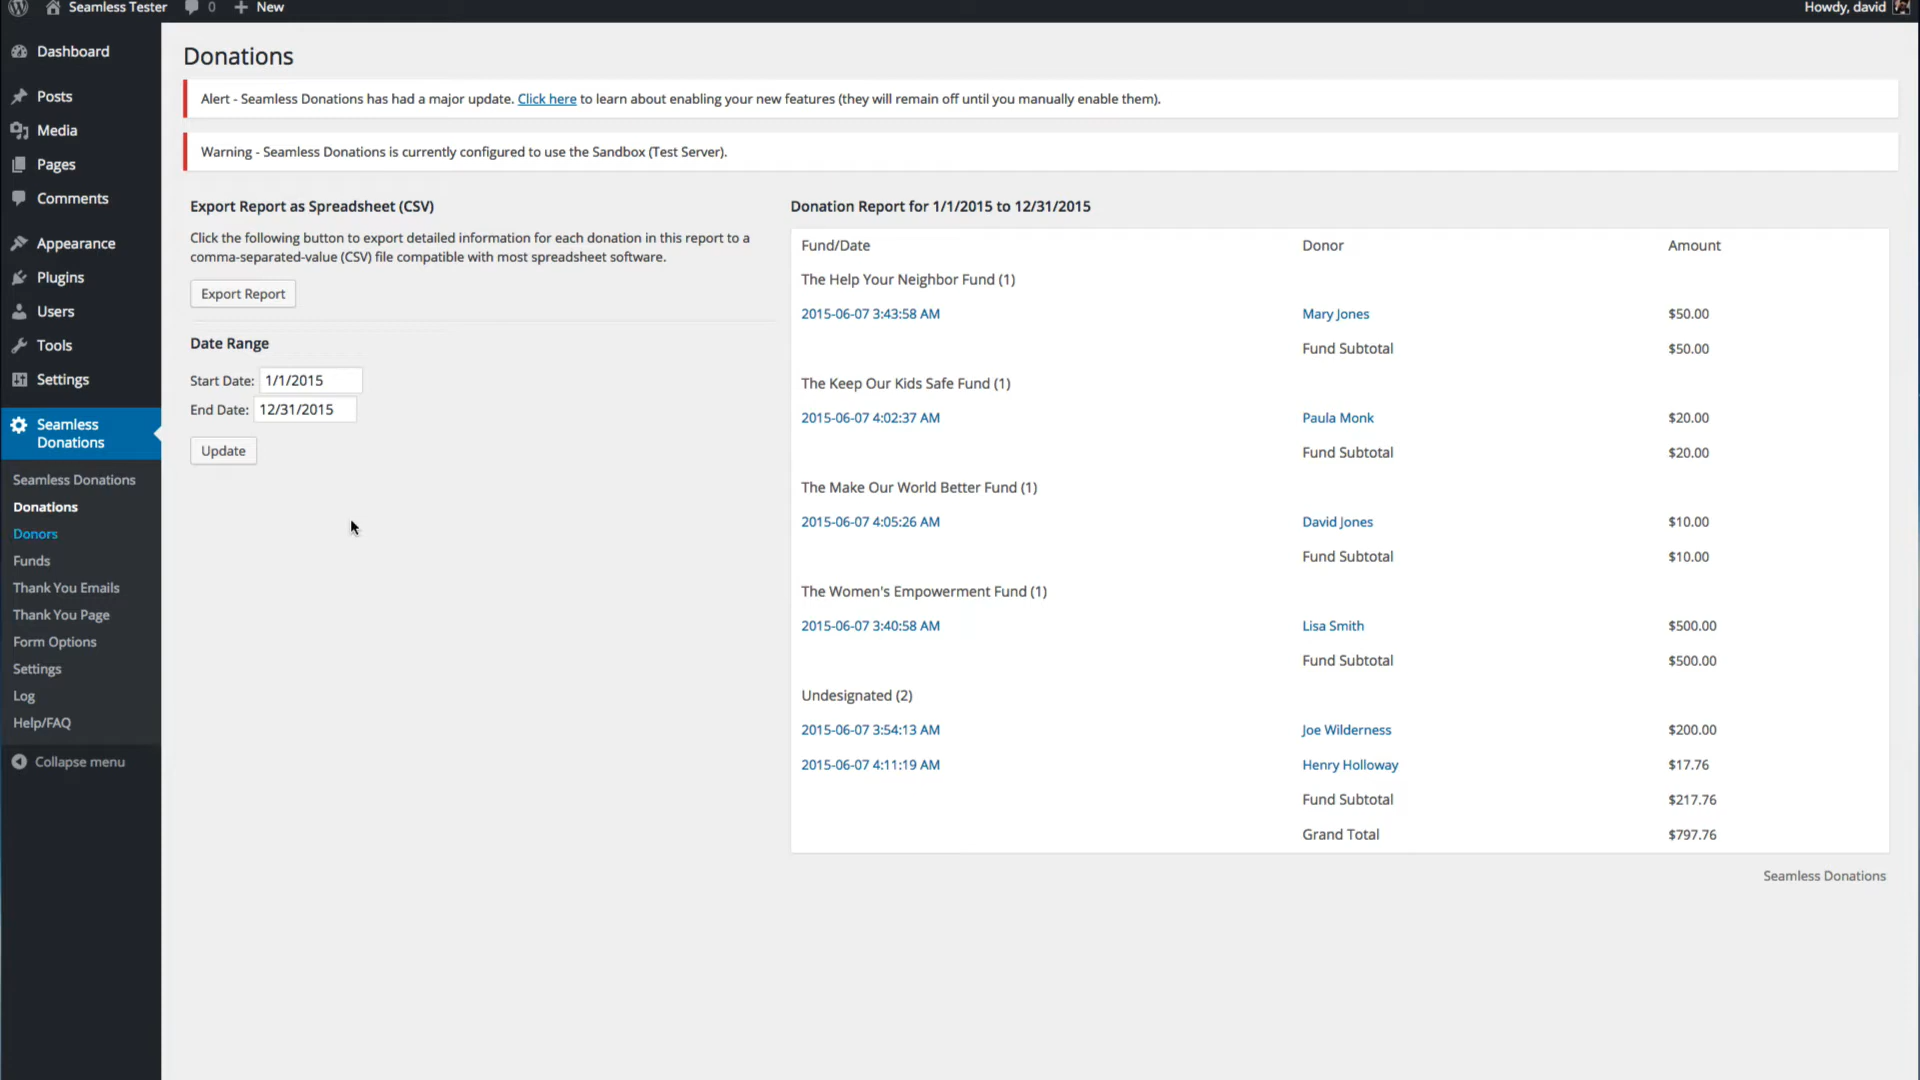 Seamless Tester 0 New Howdy, david
Dashboard
Posts
Media
Pages
Comments
Appearance
Plugins
Users
Tools
Settings
Seamless
Donations
Seamless Donations
Donations
Donors
Funds
Thank You Emails
Thank You Page
Form Options
Settings
Log
Help/FAQ
Collapse menu
Donations
Alert - Seamless Donations has had a major update. Click here to learn about enabling your new features (they will remain off until you manually enable them).
Warning - Seamless Donations is currently configured to use the Sandbox (Test Server).
Export Report as Spreadsheet (CSV)
Click the following button to export detailed information for each donation in this report to a
comma-separated-value (CSV) file compatible with most spreadsheet software.
Export Report
Date Range
Start Date: 1/1/2015
End Date: 12/31/2015
Update
Donation Report for 1/1/2015 to 12/31/2015
Fund/Date Donor Amount
The Help Your Neighbor Fund (1)
2015-06-07 3:43:58 AM Mary Jones $50.00
Fund Subtotal $50.00
The Keep Our Kids Safe Fund (1)
2015-06-07 4:02:37 AM Paula Monk $20.00
Fund Subtotal $20.00
The Make Our World Better Fund (1)
2015-06-07 4:05:26 AM David Jones $10.00
Fund Subtotal $10.00
The Women's Empowerment Fund (1)
2015-06-07 3:40:58 AM Lisa Smith $500.00
Fund Subtotal $500.00
Undesignated (2)
2015-06-07 3:54:13 AM Joe Wilderness $200.00
2015-06-07 4:11:19 AM Henry Holloway $17.76
Fund Subtotal $217.76
Grand Total $797.76
Seamless Donations